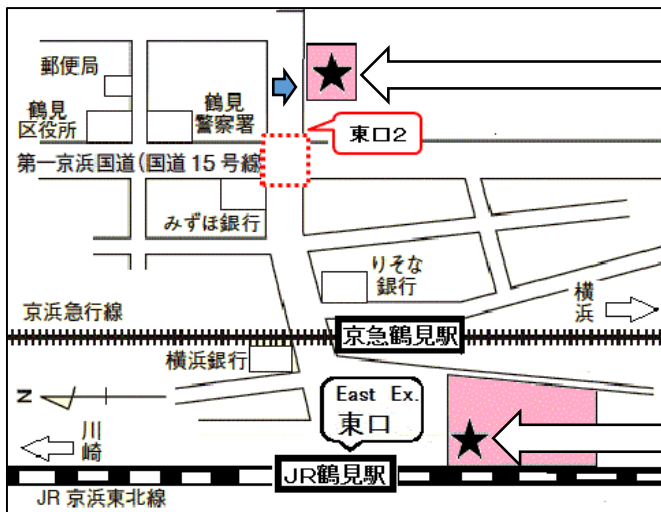 郵便局
鶴見
区役所
鶴見
警察署
東口2
第一京浜国道(国道15号線
みずほ銀行
りそな
銀行
横浜
京浜急行線
京急鶴見駅
横浜銀行
N
East Ex.
東口
川崎
JR鶴見駅
JR京浜東北線